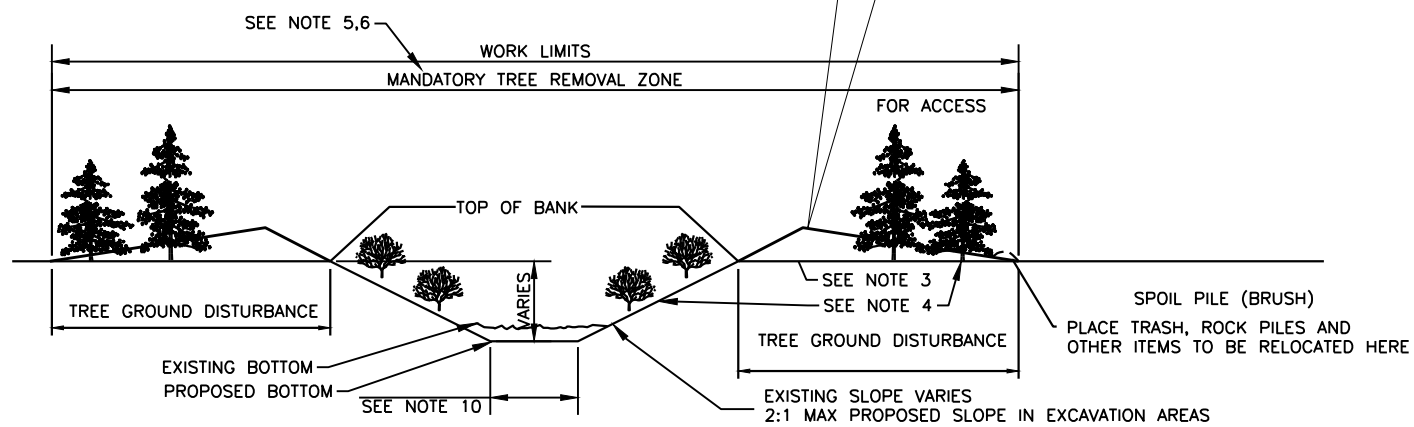 SEE NOTE 5,6
WORK LIMITS
MANDATORY TREE REMOVAL ZONE
FOR ACCESS
TOP OF BANK
VARIES
SEE NOTE 3
SEE NOTE 4
TREE GROUND DISTURBANCE
SPOIL PILE (BRUSH)
PLACE TRASH, ROCK PILES AND
OTHER ITEMS TO BE RELOCATED HERE
TREE GROUND DISTURBANCE
EXISTING BOTTOM
PROPOSED BOTTOM
SEE NOTE 10
EXISTING SLOPE VARIES
2:1 MAX PROPOSED SLOPE IN EXCAVATION AREAS